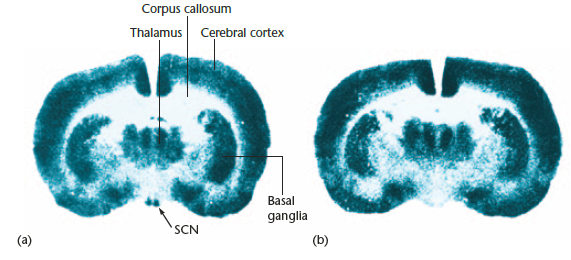 Corpus callosum
Thalamus
Cerebral cortex
Basal
ganglia
SCN
(a)
(b)